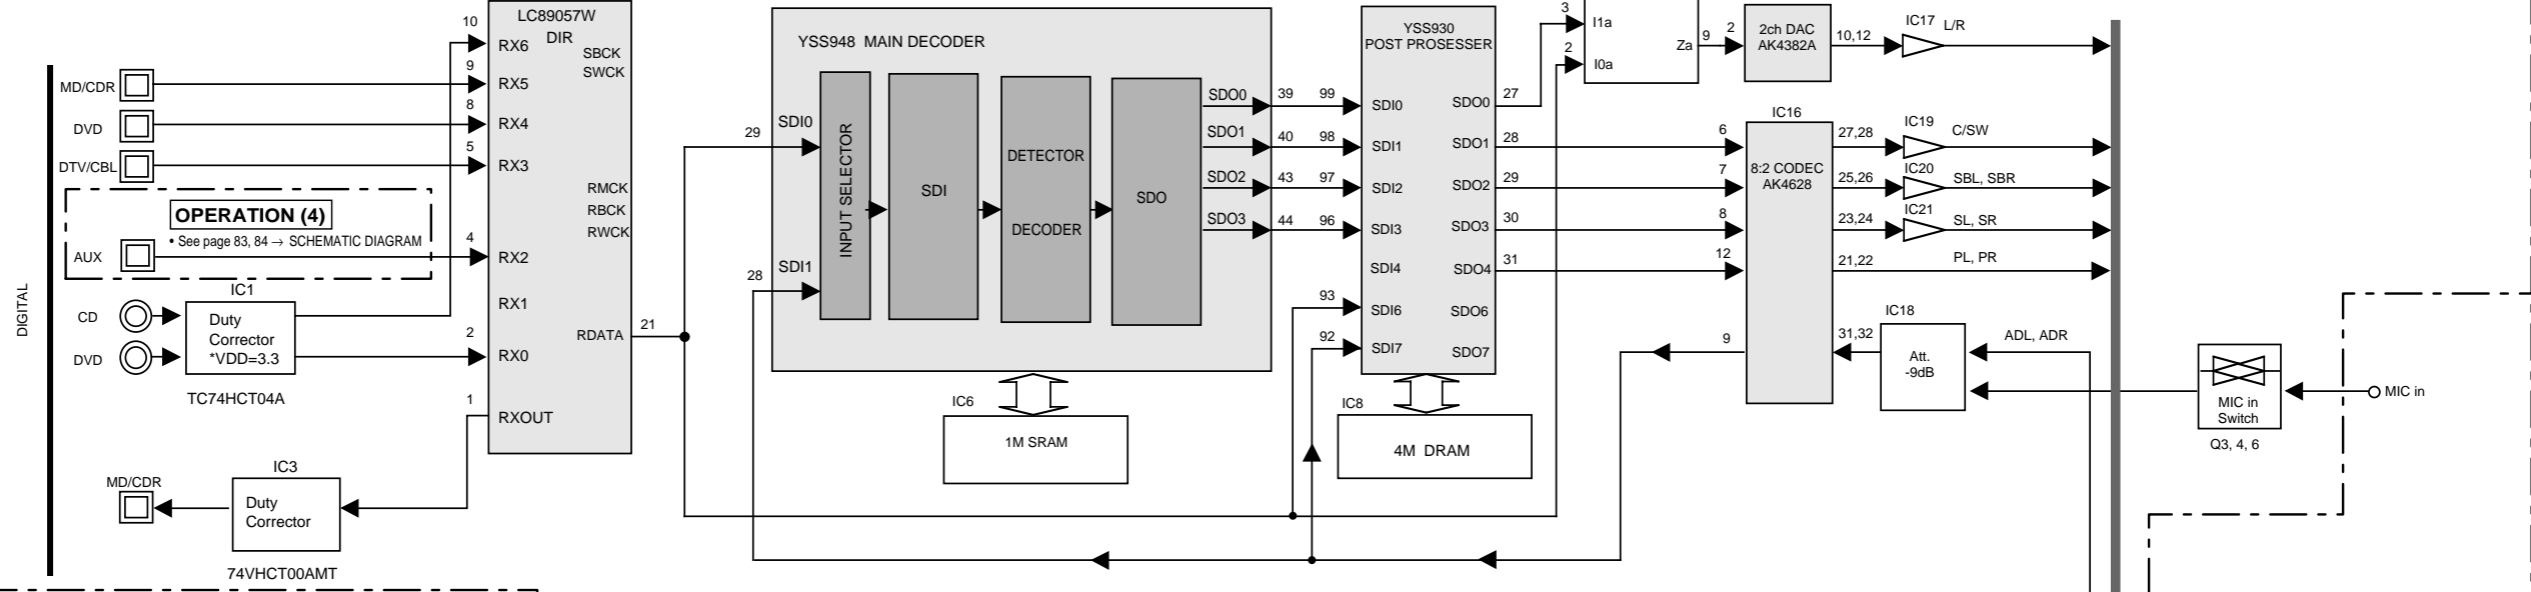 DIGITAL
MD/CDR
DVD
DTV/CBL
OPERATION (4)
• See page 83, 84 → SCHEMATIC DIAGRAM
AUX
CD
DVD
IC1
Duty
Corrector
*VDD=3.3
TC74HCT04A
MD/CDR
IC3
Duty
Corrector
74VHCT00AMT
10
9
8
5
4
2
1
LC89057W
DIR
RX6
RX5
RX4
RX3
RX2
RX1
RX0
RXOUT
SBCK
SWCK
RMCK
RBCK
RWCK
RDATA
21
29
28
YSS948 MAIN DECODER
SDI0
SDI1
INPUT SELECTOR
SDI
DETECTOR
DECODER
SDO
SDO0
SDO1
SDO2
SDO3
39
40
43
44
99
98
97
96
93
92
IC6
1M SRAM
YSS930
POST PROSESSER
SDI0
SDI1
SDI2
SDI3
SDI4
SDI6
SDI7
SDO0
SDO1
SDO2
SDO3
SDO4
SDO6
SDO7
27
28
29
30
31
IC8
4M DRAM
3
2
I1a
I0a
Za
9
2
2ch DAC
AK4382A
10,12
IC17
L/R
IC16
6
7
8
12
9
8:2 CODEC
AK4628
27,28
25,26
23,24
21,22
31,32
IC19
C/SW
IC20
SBL, SBR
IC21
SL, SR
PL, PR
IC18
Att.
-9dB
ADL, ADR
MIC in
Switch
Q3, 4, 6
MIC in